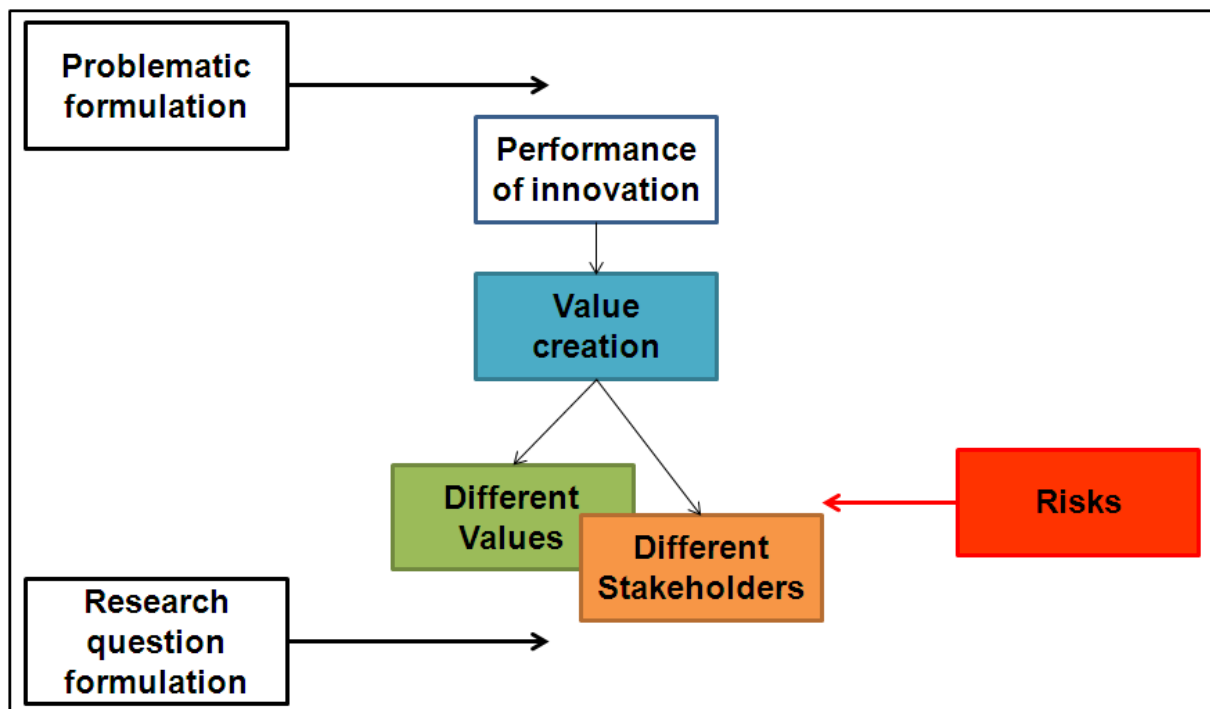 Problematic
formulation
Performance
of innovation
Value
creation
Different
Values
Different
Stakeholders
Risks
Research
question
formulation